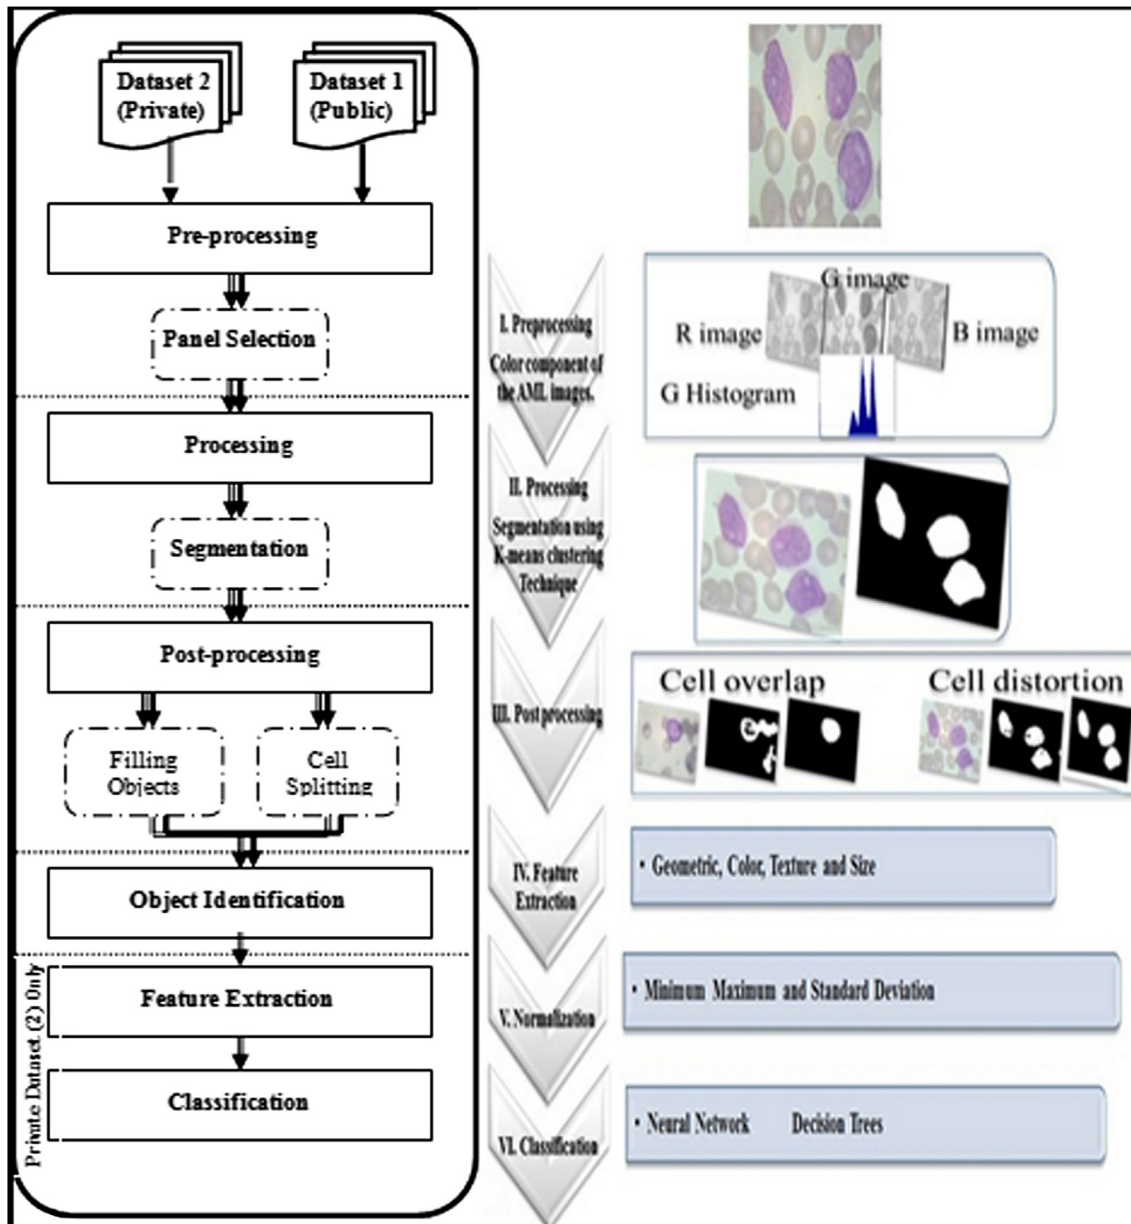 Dataset 2
(Private)
Dataset 1
(Public)
Pre-processing
Panel Selection
Processing
Segmentation
Post-processing
Filling
Objects
Cell
Splitting
Object Identification
Private Dataset (2) Only
Feature Extraction
Classification
I. Preprocessing
Color component of
the AML images.
II. Processing
Segmentation using
K-means clustering
Technique
III. Post processing
IV. Feature
Extraction
V. Normalization
VI. Classification
G image
R image
B image
G Histogram
Cell overlap
Cell distortion
• Geometric, Color, Texture and Size
• Minimum Maximum and Standard Deviation
• Neural Network Decision Trees